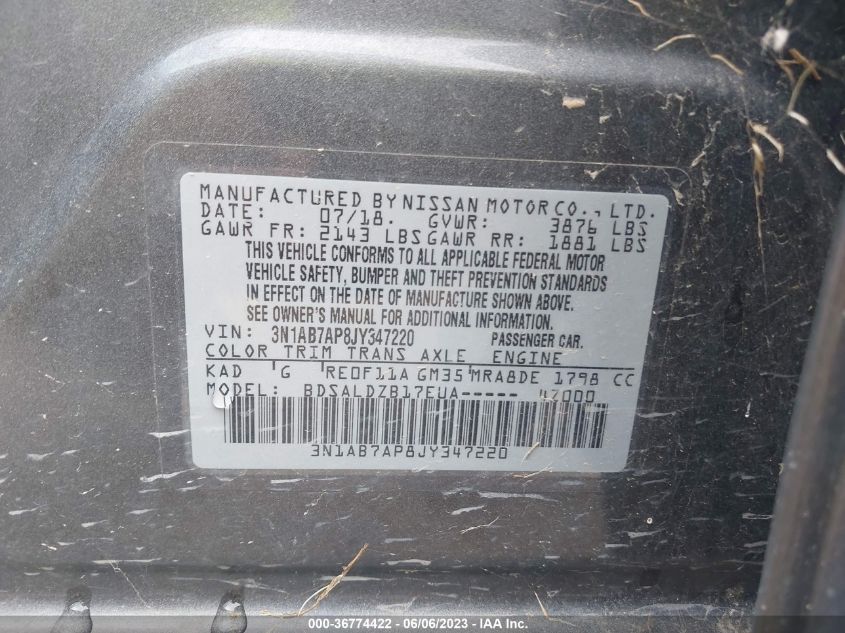 MANUFACTURED BY NISSAN MOTOR CO., LTD.
DATE: 07/18. GVWR: 3876 LBS
GAWR FR: 2143 LBS GAWR RR: 1881 LBS
THIS VEHICLE CONFORMS TO ALL APPLICABLE FEDERAL MOTOR
VEHICLE SAFETY, BUMPER AND THEFT PREVENTION STANDARDS
IN EFFECT ON THE DATE OF MANUFACTURE SHOWN ABOVE.
SEE OWNER'S MANUAL FOR ADDITIONAL INFORMATION.
VIN: 3N1AB7AP8JY347220 PASSENGER CAR.
COLOR TRIM TRANS AXLE ENGINE
KAD G RE0F11A GM35 MRA8DE 1798 CC
MODEL: BDSALDZB17EUA----- 4Z000
3N1AB7AP8JY347220
000-36774422 - 06/06/2023 - IAA Inc.